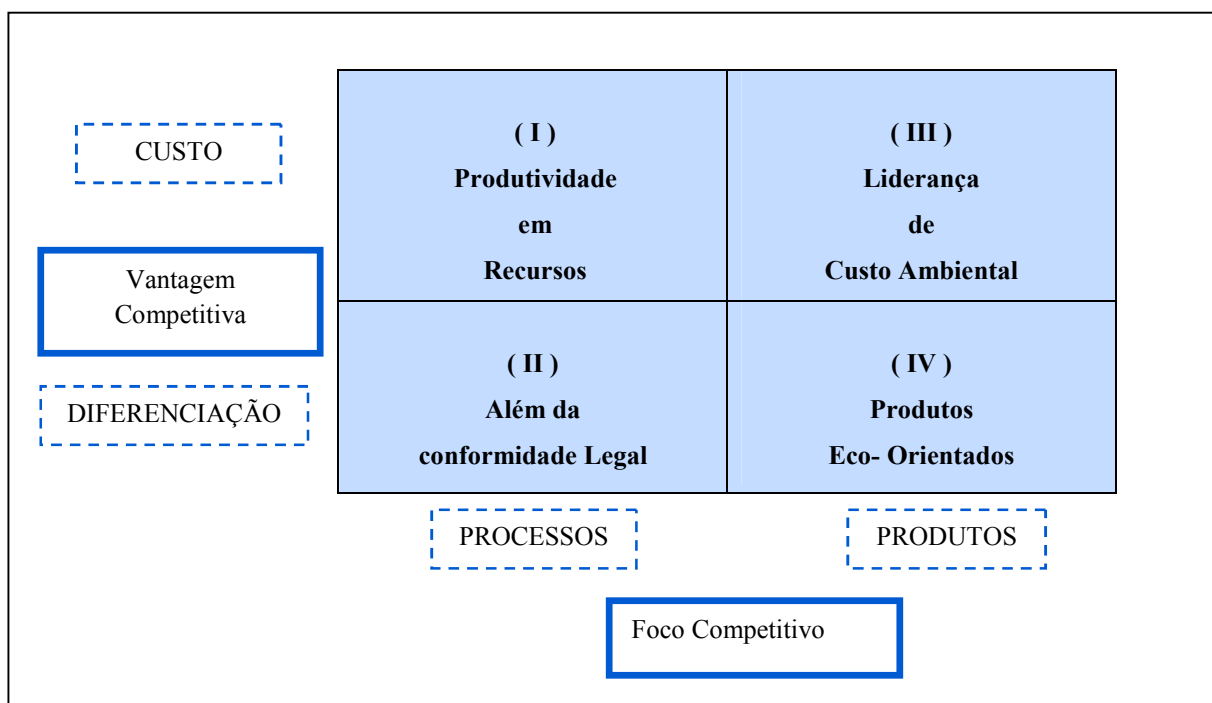 CUSTO
( I )
Produtividade
em
Recursos
( III )
Liderança
de
Custo Ambiental
Vantagem
Competitiva
DIFERENCIAÇÃO
( II )
Além da
conformidade Legal
( IV )
Produtos
Eco- Orientados
PROCESSOS
PRODUTOS
Foco Competitivo